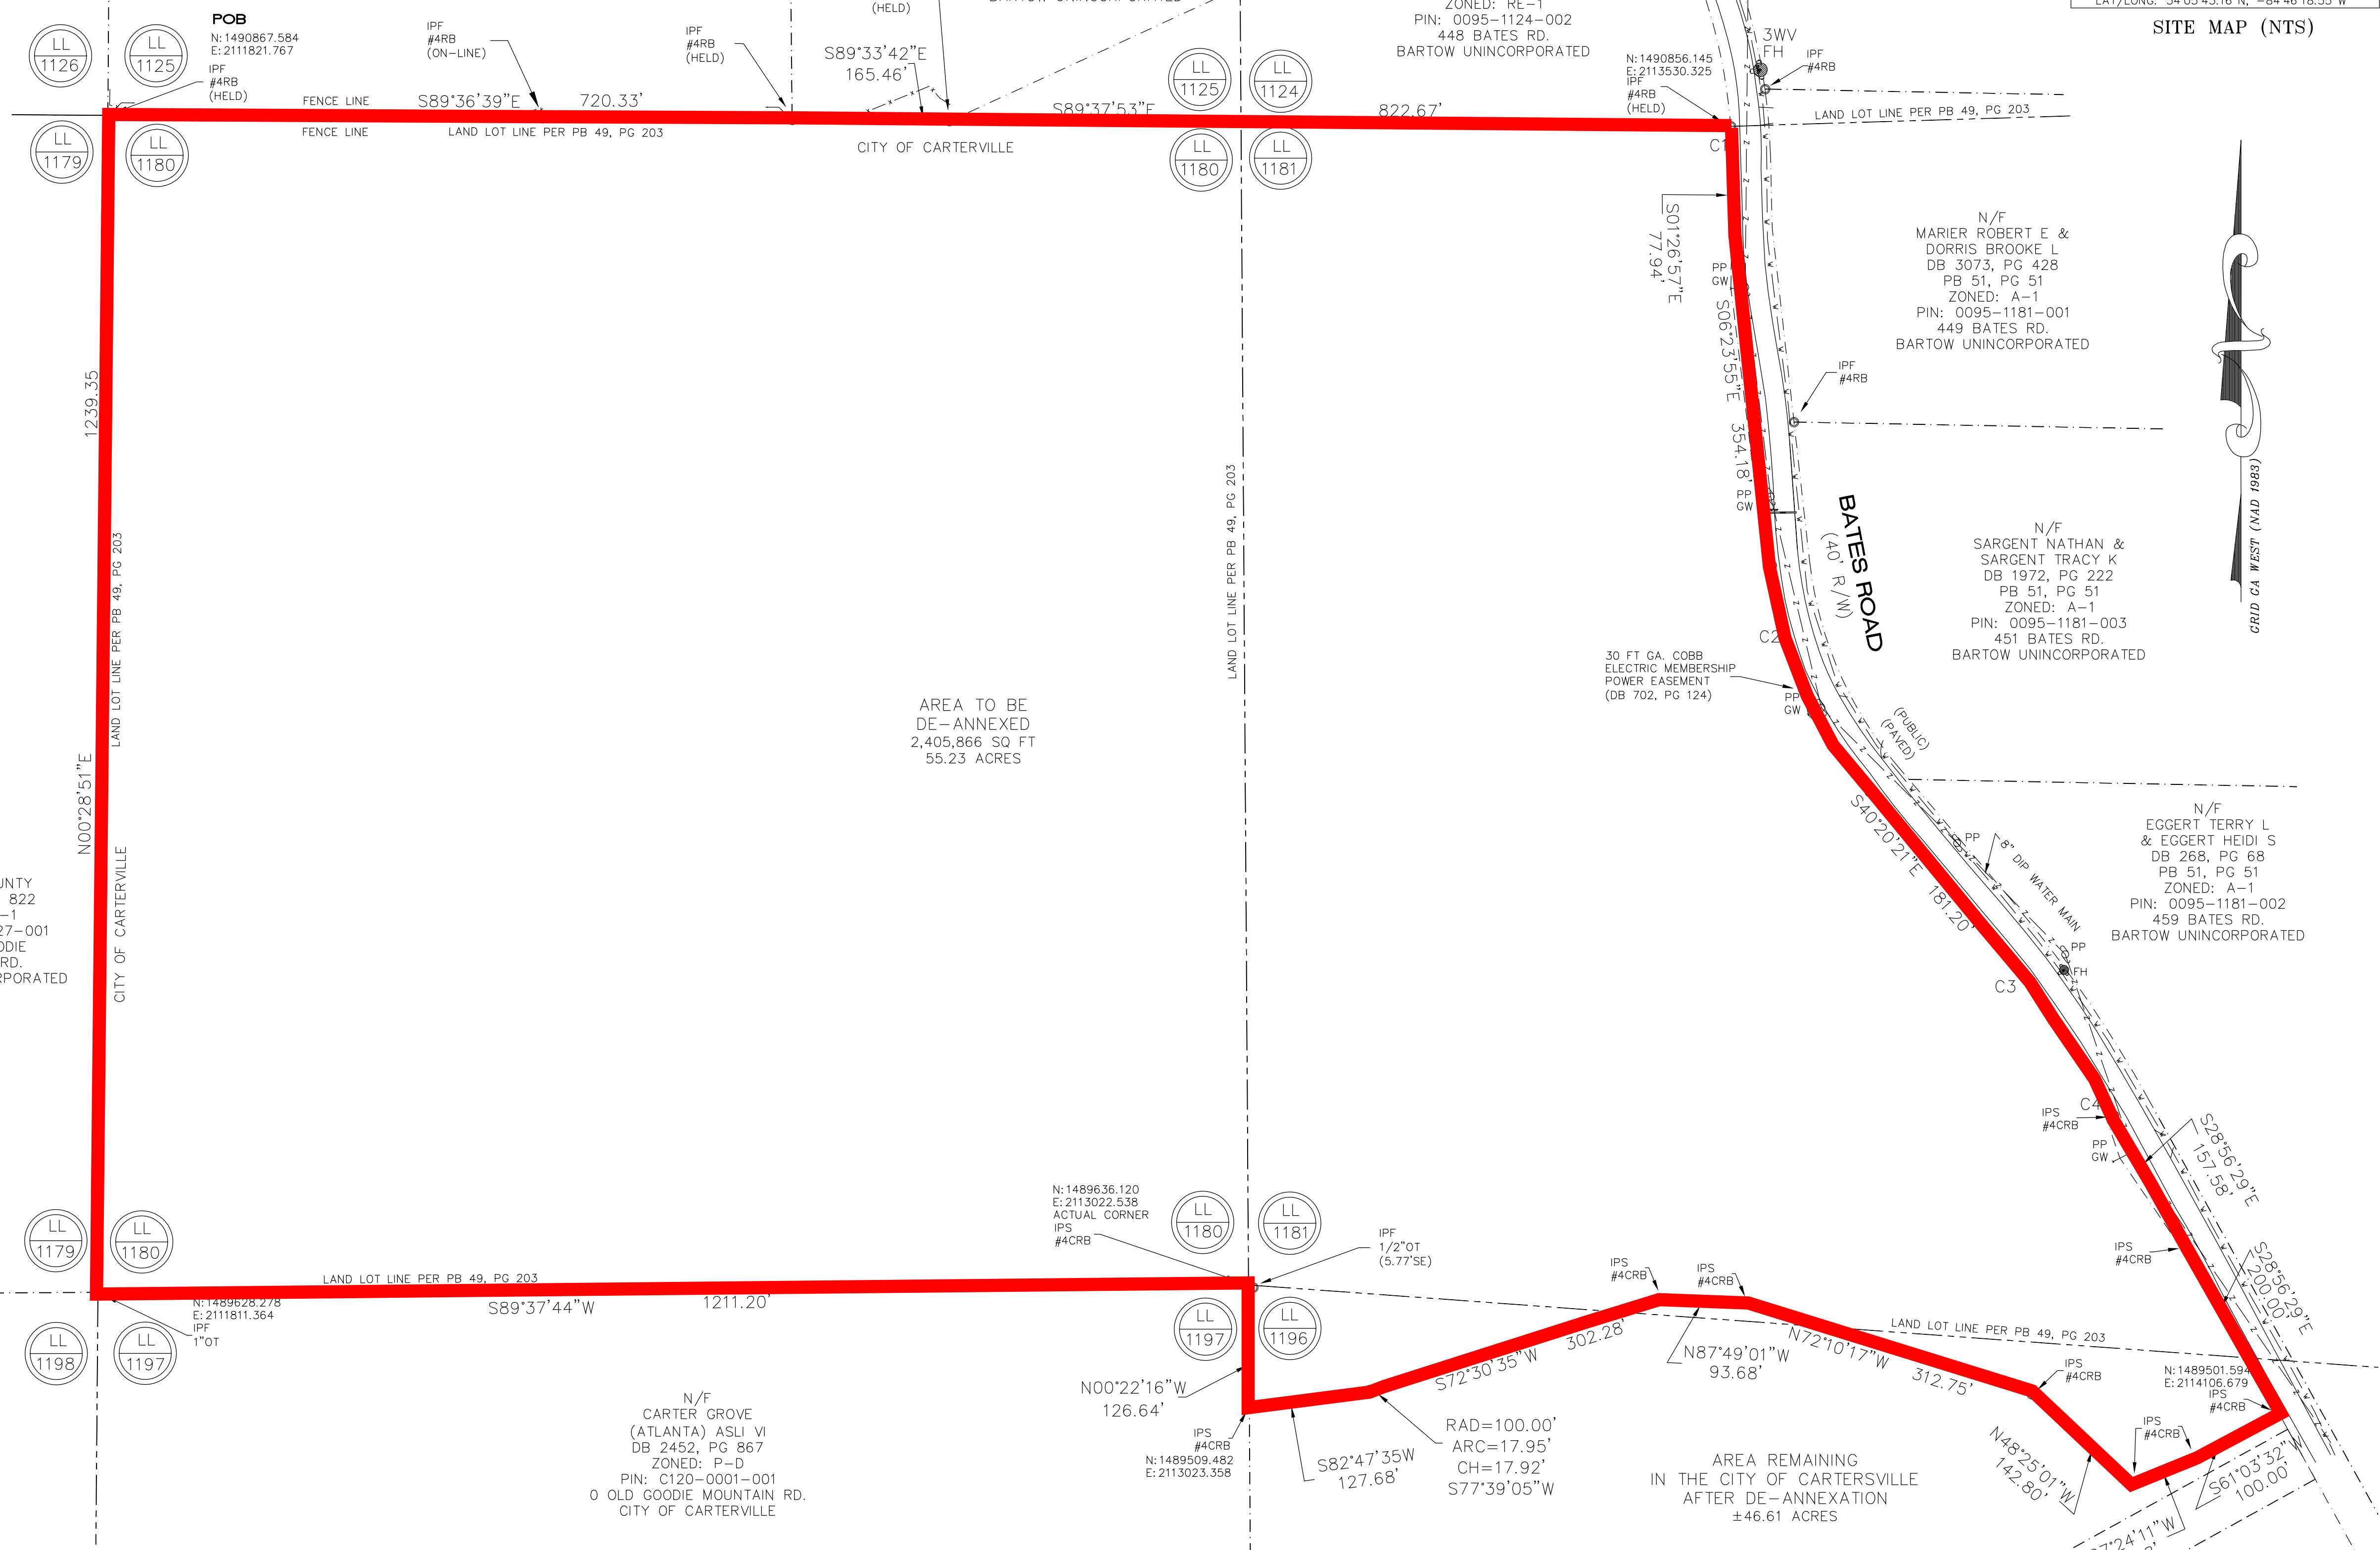 POB
N:1490867.584
E:2111821.767
IPF
#4RB
(HELD)
LL
1126
LL
1125
LL
1179
LL
1180
IPF
#4RB
(ON-LINE)
IPF
#4RB
(HELD)
(HELD)
S89°33'42"E
165.46'
FENCE LINE
S89°36'39"E
720.33'
FENCE LINE
LAND LOT LINE PER PB 49, PG 203
S89°37'53"E
822.67'
CITY OF CARTERVILLE
LL
1125
LL
1124
LL
1180
LL
1181
ZONED: RE-1
PIN: 0095-1124-002
448 BATES RD.
BARTOW UNINCORPORATED
N:1490856.145
E:2113530.325
IPF
#4RB
(HELD)
3WV
FH
IPF
#4RB
SITE MAP (NTS)
LAND LOT LINE PER PB 49, PG 203
C1
S01°26'57"E
77.94'
PP
GW
S06°23'55"E 354.18'
PP
GW
N/F
MARIER ROBERT E &
DORRIS BROOKE L
DB 3073, PG 428
PB 51, PG 51
ZONED: A-1
PIN: 0095-1181-001
449 BATES RD.
BARTOW UNINCORPORATED
IPF
#4RB
GRID GA WEST (NAD 1983)
BATES ROAD
(40' R/W)
N/F
SARGENT NATHAN &
SARGENT TRACY K
DB 1972, PG 222
PB 51, PG 51
ZONED: A-1
PIN: 0095-1181-003
451 BATES RD.
BARTOW UNINCORPORATED
C2
30 FT GA. COBB
ELECTRIC MEMBERSHIP
POWER EASEMENT
(DB 702, PG 124)
PP
GW
(PUBLIC)
(PAVED)
S40°20'21"E 181.20'
PP
8" DIP WATER MAIN
PP
FH
N/F
EGGERT TERRY L
& EGGERT HEIDI S
DB 268, PG 68
PB 51, PG 51
ZONED: A-1
PIN: 0095-1181-002
459 BATES RD.
BARTOW UNINCORPORATED
1239.35
N00°28'51"E
LAND LOT LINE PER PB 49, PG 203
CITY OF CARTERVILLE
LAND LOT LINE PER PB 49, PG 203
AREA TO BE
DE-ANNEXED
2,405,866 SQ FT
55.23 ACRES
UNTY
822
-1
27-001
ODIE
RD.
RPORATED
C3
C4
IPS
#4CRB
PP
GW
S28°56'29"E
157.58'
IPS
#4CRB
S28°56'29"E
200.00'
LL
1179
LL
1180
LL
1198
LL
1197
LAND LOT LINE PER PB 49, PG 203
N:1489628.278
E:2111811.364
IPF
1"OT
S89°37'44"W
1211.20'
N:1489636.120
E:2113022.538
ACTUAL CORNER
IPS
#4CRB
LL
1180
LL
1181
LL
1197
LL
1196
IPF
1/2"OT
(5.77'SE)
N00°22'16"W
126.64'
IPS
#4CRB
N:1489509.482
E:2113023.358
S82°47'35W
127.68'
RAD=100.00'
ARC=17.95'
CH=17.92'
S77°39'05"W
S72°30'35"W
302.28'
IPS
#4CRB
IPS
#4CRB
N87°49'01"W
93.68'
N72°10'17"W
312.75'
LAND LOT LINE PER PB 49, PG 203
IPS
#4CRB
N:1489501.594
E:2114106.679
IPS
#4CRB
IPS
#4CRB
N48°25'01"W
142.80'
S61°03'32"W
100.00'
7°24'11"W
N/F
CARTER GROVE
(ATLANTA) ASLI VI
DB 2452, PG 867
ZONED: P-D
PIN: C120-0001-001
0 OLD GOODIE MOUNTAIN RD.
CITY OF CARTERVILLE
AREA REMAINING
IN THE CITY OF CARTERSVILLE
AFTER DE-ANNEXATION
±46.61 ACRES